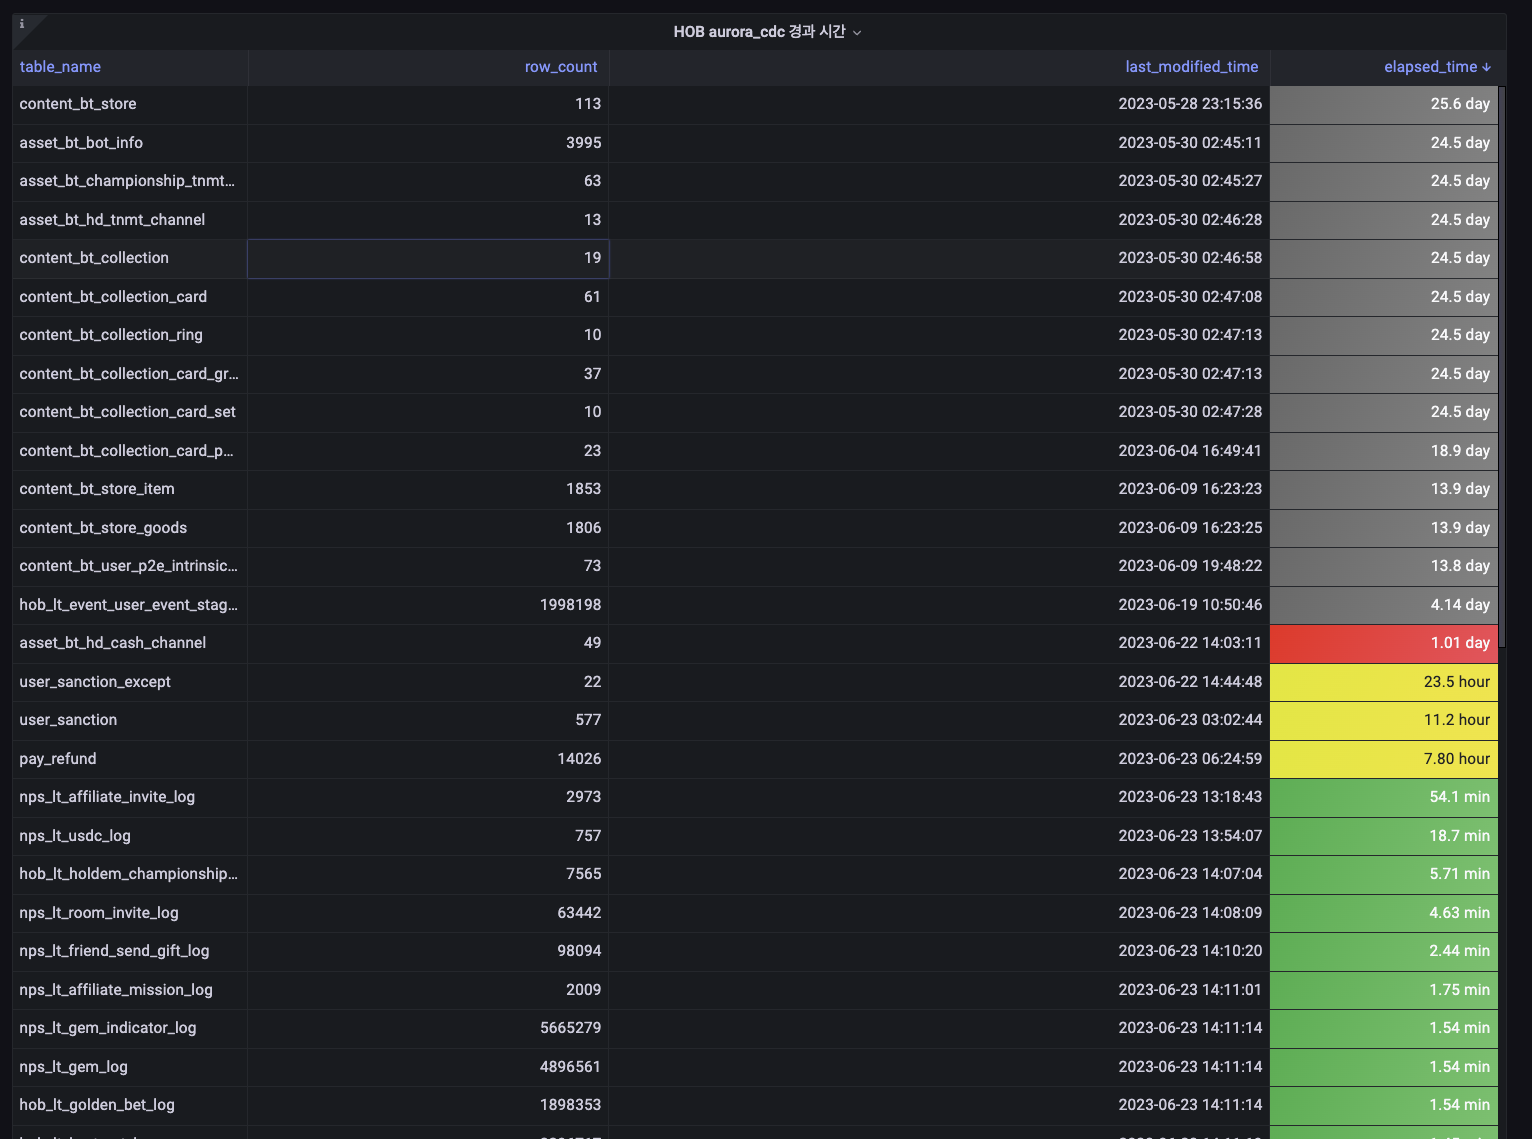 i
HOB aurora_cdc 경과 시간
table_name row_count last_modified_time elapsed_time ↓
content_bt_store 113 2023-05-28 23:15:36 25.6 day
asset_bt_bot_info 3995 2023-05-30 02:45:11 24.5 day
asset_bt_championship_tnmt... 63 2023-05-30 02:45:27 24.5 day
asset_bt_hd_tnmt_channel 13 2023-05-30 02:46:28 24.5 day
content_bt_collection 19 2023-05-30 02:46:58 24.5 day
content_bt_collection_card 61 2023-05-30 02:47:08 24.5 day
content_bt_collection_ring 10 2023-05-30 02:47:13 24.5 day
content_bt_collection_card_gr... 37 2023-05-30 02:47:13 24.5 day
content_bt_collection_card_set 10 2023-05-30 02:47:28 24.5 day
content_bt_collection_card_p... 23 2023-06-04 16:49:41 18.9 day
content_bt_store_item 1853 2023-06-09 16:23:23 13.9 day
content_bt_store_goods 1806 2023-06-09 16:23:25 13.9 day
content_bt_user_p2e_intrinsic... 73 2023-06-09 19:48:22 13.8 day
hob_lt_event_user_event_stag... 1998198 2023-06-19 10:50:46 4.14 day
asset_bt_hd_cash_channel 49 2023-06-22 14:03:11 1.01 day
user_sanction_except 22 2023-06-22 14:44:48 23.5 hour
user_sanction 577 2023-06-23 03:02:44 11.2 hour
pay_refund 14026 2023-06-23 06:24:59 7.80 hour
nps_lt_affiliate_invite_log 2973 2023-06-23 13:18:43 54.1 min
nps_lt_usdc_log 757 2023-06-23 13:54:07 18.7 min
hob_lt_holdem_championship... 7565 2023-06-23 14:07:04 5.71 min
nps_lt_room_invite_log 63442 2023-06-23 14:08:09 4.63 min
nps_lt_friend_send_gift_log 98094 2023-06-23 14:10:20 2.44 min
nps_lt_affiliate_mission_log 2009 2023-06-23 14:11:01 1.75 min
nps_lt_gem_indicator_log 5665279 2023-06-23 14:11:14 1.54 min
nps_lt_gem_log 4896561 2023-06-23 14:11:14 1.54 min
hob_lt_golden_bet_log 1898353 2023-06-23 14:11:14 1.54 min